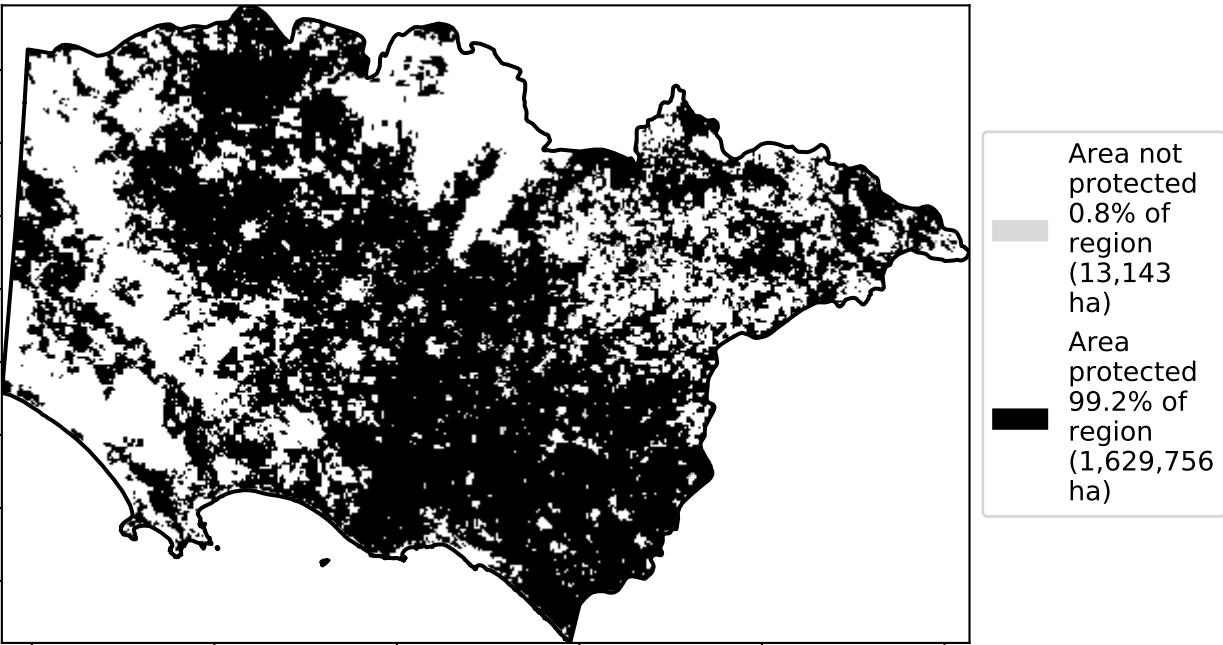 Area not
protected
0.8% of
region
(13,143
ha)
Area
protected
99.2% of
region
(1,629,756
ha)